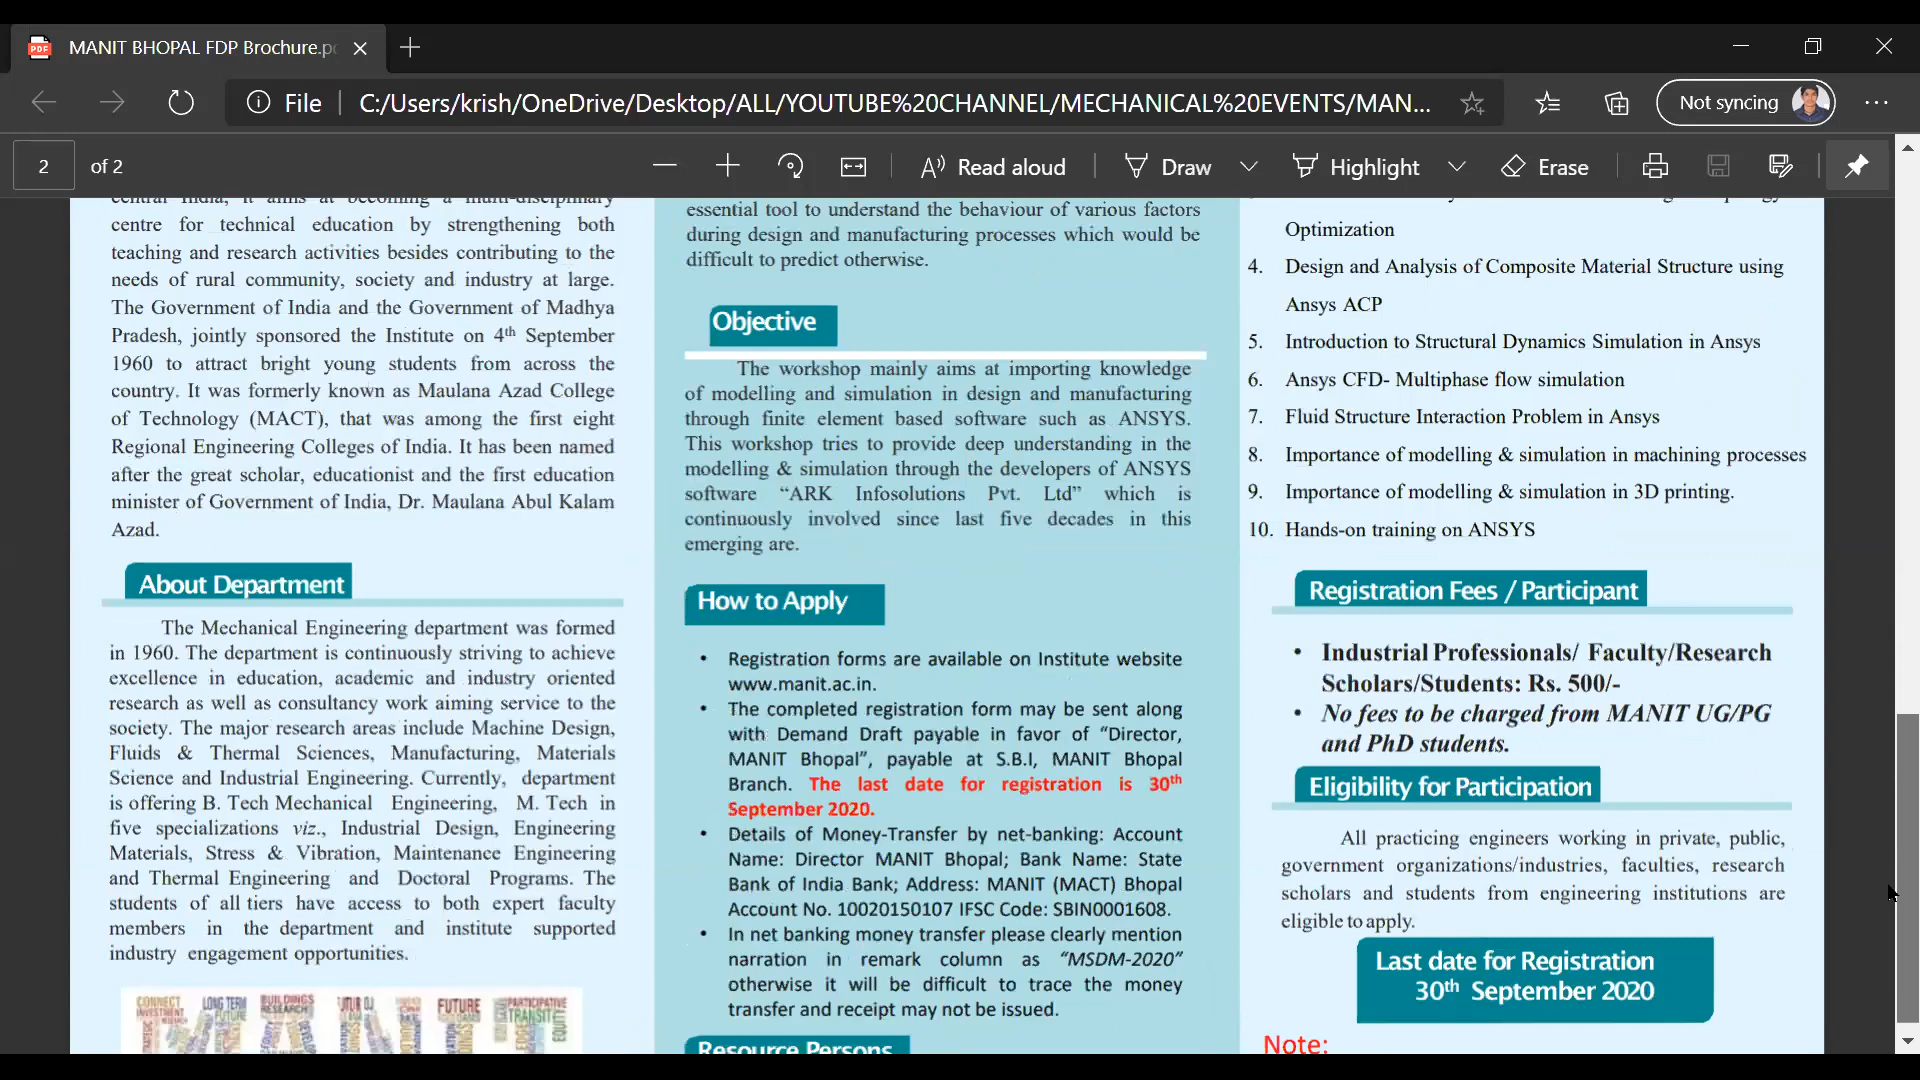 MANIT BHOPAL FDP Brochure.p
File
C:/Users/krish/OneDrive/Desktop/ALL/YOUTUBE%20CHANNEL/MECHANICAL%20EVENTS/MAN...
Not syncing
2 of 2
Read aloud
Draw
Highlight
Erase
central India, it aims at becoming a multi-disciplinary
centre for technical education by strengthening both
teaching and research activities besides contributing to the
needs of rural community, society and industry at large.
The Government of India and the Government of Madhya
Pradesh, jointly sponsored the Institute on 4th September
1960 to attract bright young students from across the
country. It was formerly known as Maulana Azad College
of Technology (MACT), that was among the first eight
Regional Engineering Colleges of India. It has been named
after the great scholar, educationist and the first education
minister of Government of India, Dr. Maulana Abul Kalam
Azad.
About Department
The Mechanical Engineering department was formed
in 1960. The department is continuously striving to achieve
excellence in education, academic and industry oriented
research as well as consultancy work aiming service to the
society. The major research areas include Machine Design,
Fluids & Thermal Sciences, Manufacturing, Materials
Science and Industrial Engineering. Currently, department
is offering B. Tech Mechanical Engineering, M. Tech in
five specializations viz., Industrial Design, Engineering
Materials, Stress & Vibration, Maintenance Engineering
and Thermal Engineering and Doctoral Programs. The
students of all tiers have access to both expert faculty
members in the department and institute supported
industry engagement opportunities.
CONNECT LONG TERM BUILDINGS FUTURE PARTICIPATIVE
INVESTMENT RESEARCH TRANSIT
essential tool to understand the behaviour of various factors
during design and manufacturing processes which would be
difficult to predict otherwise.
Objective
The workshop mainly aims at importing knowledge
of modelling and simulation in design and manufacturing
through finite element based software such as ANSYS.
This workshop tries to provide deep understanding in the
modelling & simulation through the developers of ANSYS
software “ARK Infosolutions Pvt. Ltd” which is
continuously involved since last five decades in this
emerging are.
How to Apply
• Registration forms are available on Institute website
www.manit.ac.in.
• The completed registration form may be sent along
with Demand Draft payable in favor of “Director,
MANIT Bhopal”, payable at S.B.I, MANIT Bhopal
Branch. The last date for registration is 30th
September 2020.
• Details of Money-Transfer by net-banking: Account
Name: Director MANIT Bhopal; Bank Name: State
Bank of India Bank; Address: MANIT (MACT) Bhopal
Account No. 10020150107 IFSC Code: SBIN0001608.
• In net banking money transfer please clearly mention
narration in remark column as “MSDM-2020”
otherwise it will be difficult to trace the money
transfer and receipt may not be issued.
Resource Persons
Optimization
4. Design and Analysis of Composite Material Structure using
Ansys ACP
5. Introduction to Structural Dynamics Simulation in Ansys
6. Ansys CFD- Multiphase flow simulation
7. Fluid Structure Interaction Problem in Ansys
8. Importance of modelling & simulation in machining processes
9. Importance of modelling & simulation in 3D printing.
10. Hands-on training on ANSYS
Registration Fees / Participant
• Industrial Professionals/ Faculty/Research
Scholars/Students: Rs. 500/-
• No fees to be charged from MANIT UG/PG
and PhD students.
Eligibility for Participation
All practicing engineers working in private, public,
government organizations/industries, faculties, research
scholars and students from engineering institutions are
eligible to apply.
Last date for Registration
30th September 2020
Note: